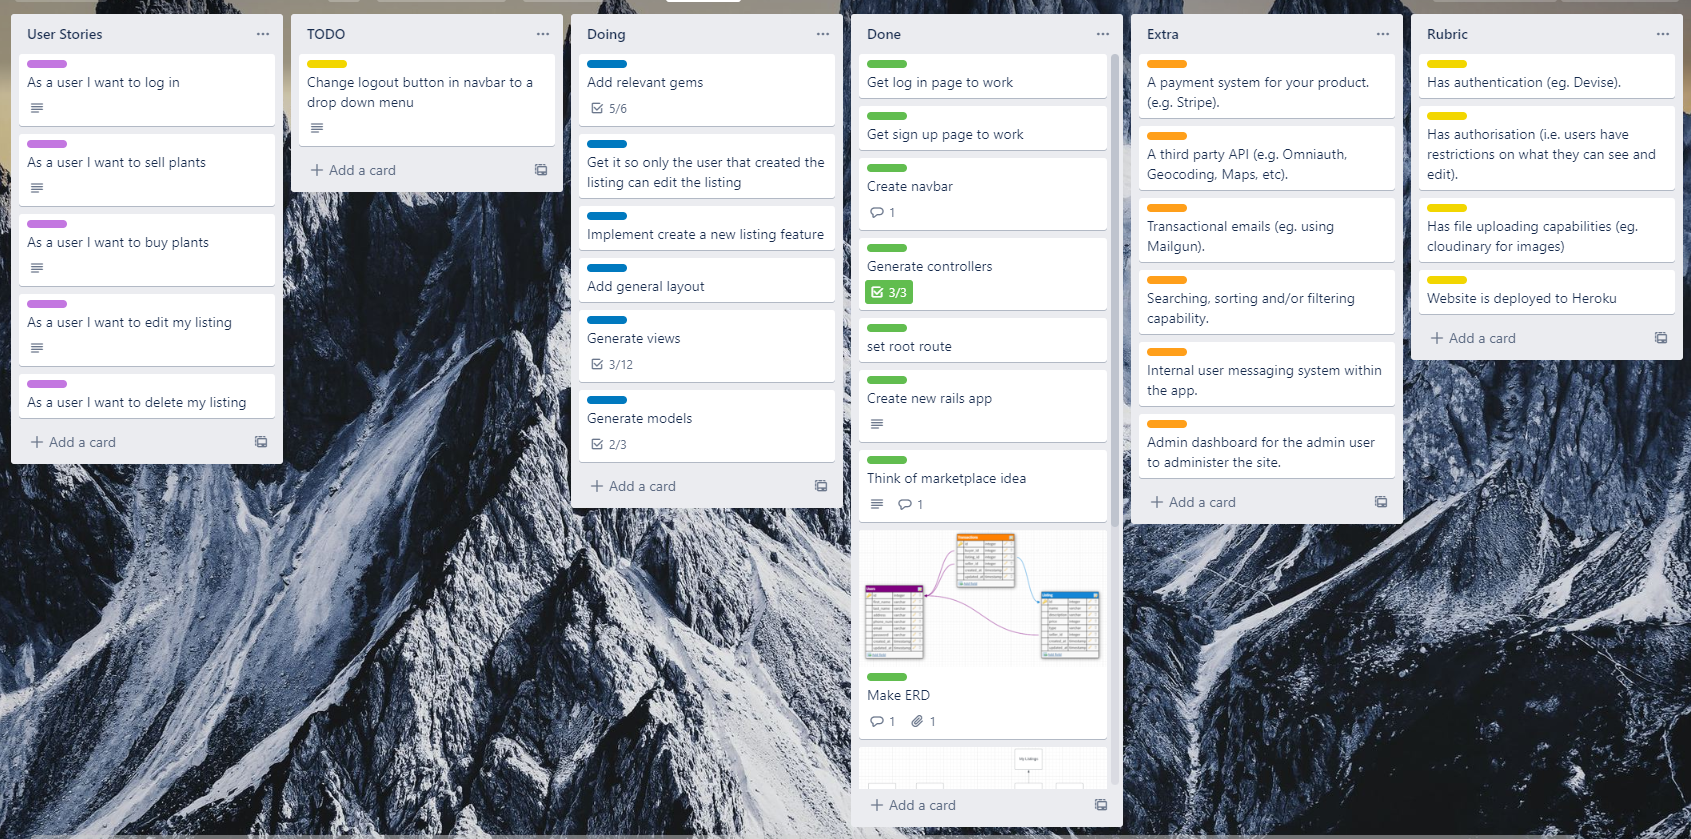 User Stories
As a user I want to log in
As a user I want to sell plants
As a user I want to buy plants
As a user I want to edit my listing
As a user I want to delete my listing
Add a card
TODO
Change logout button in navbar to a
drop down menu
Add a card
Doing
Add relevant gems
5/6
Get it so only the user that created the
listing can edit the listing
Implement create a new listing feature
Add general layout
Generate views
3/12
Generate models
2/3
Add a card
Done
Get log in page to work
Get sign up page to work
Create navbar
1
Generate controllers
3/3
set root route
Create new rails app
Think of marketplace idea
1
Make ERD
1 1
Add a card
Extra
A payment system for your product.
(e.g. Stripe).
A third party API (e.g. Omniauth,
Geocoding, Maps, etc).
Transactional emails (eg. using
Mailgun).
Searching, sorting and/or filtering
capability.
Internal user messaging system within
the app.
Admin dashboard for the admin user
to administer the site.
Add a card
Rubric
Has authentication (eg. Devise).
Has authorisation (i.e. users have
restrictions on what they can see and
edit).
Has file uploading capabilities (eg.
cloudinary for images)
Website is deployed to Heroku
Add a card